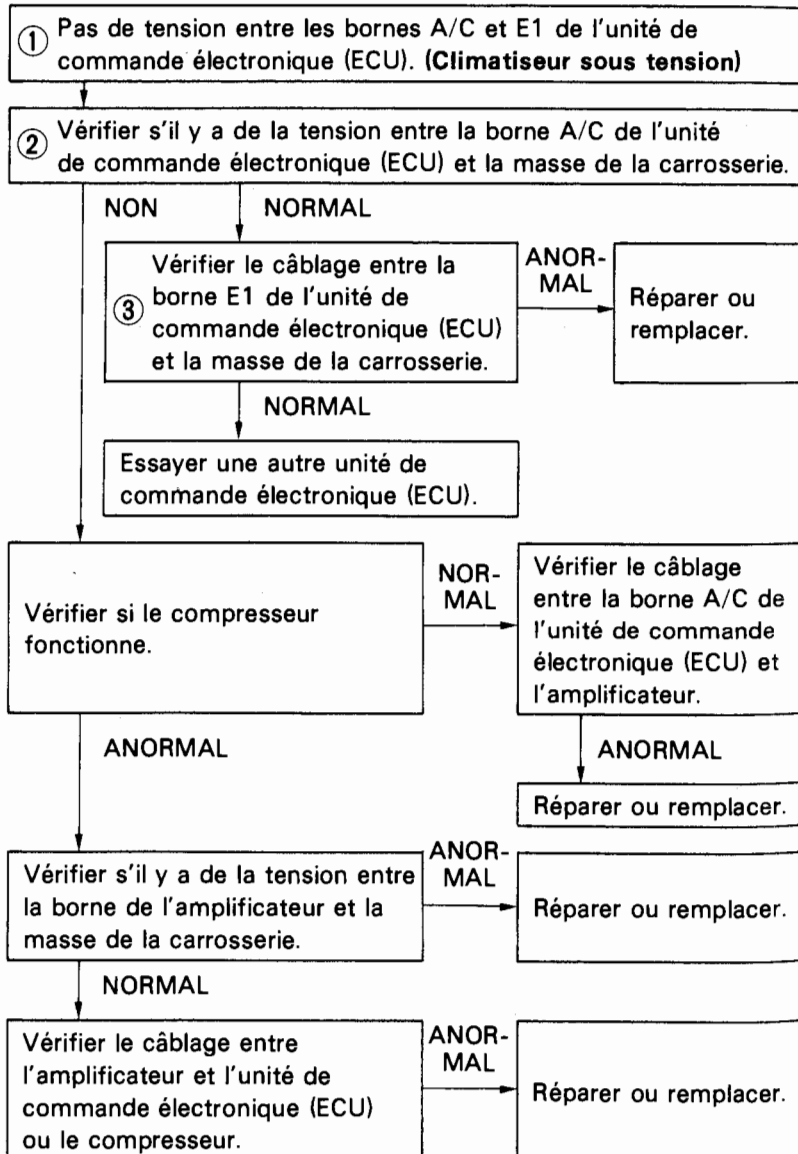 ① Pas de tension entre les bornes A/C et E1 de l'unité de
commande électronique (ECU). (Climatiseur sous tension)
② Vérifier s'il y a de la tension entre la borne A/C de l'unité
de commande électronique (ECU) et la masse de la carrosserie.
NON
NORMAL
③ Vérifier le câblage entre la
borne E1 de l'unité de
commande électronique (ECU)
et la masse de la carrosserie.
ANOR-
MAL
Réparer ou
remplacer.
NORMAL
Essayer une autre unité de
commande électronique (ECU).
Vérifier si le compresseur
fonctionne.
NOR-
MAL
Vérifier le câblage
entre la borne A/C de
l'unité de commande
électronique (ECU) et
l'amplificateur.
ANORMAL
ANORMAL
Réparer ou remplacer.
Vérifier s'il y a de la tension entre
la borne de l'amplificateur et la
masse de la carrosserie.
ANOR-
MAL
Réparer ou remplacer.
NORMAL
Vérifier le câblage entre
l'amplificateur et l'unité de
commande électronique (ECU)
ou le compresseur.
ANOR-
MAL
Réparer ou remplacer.